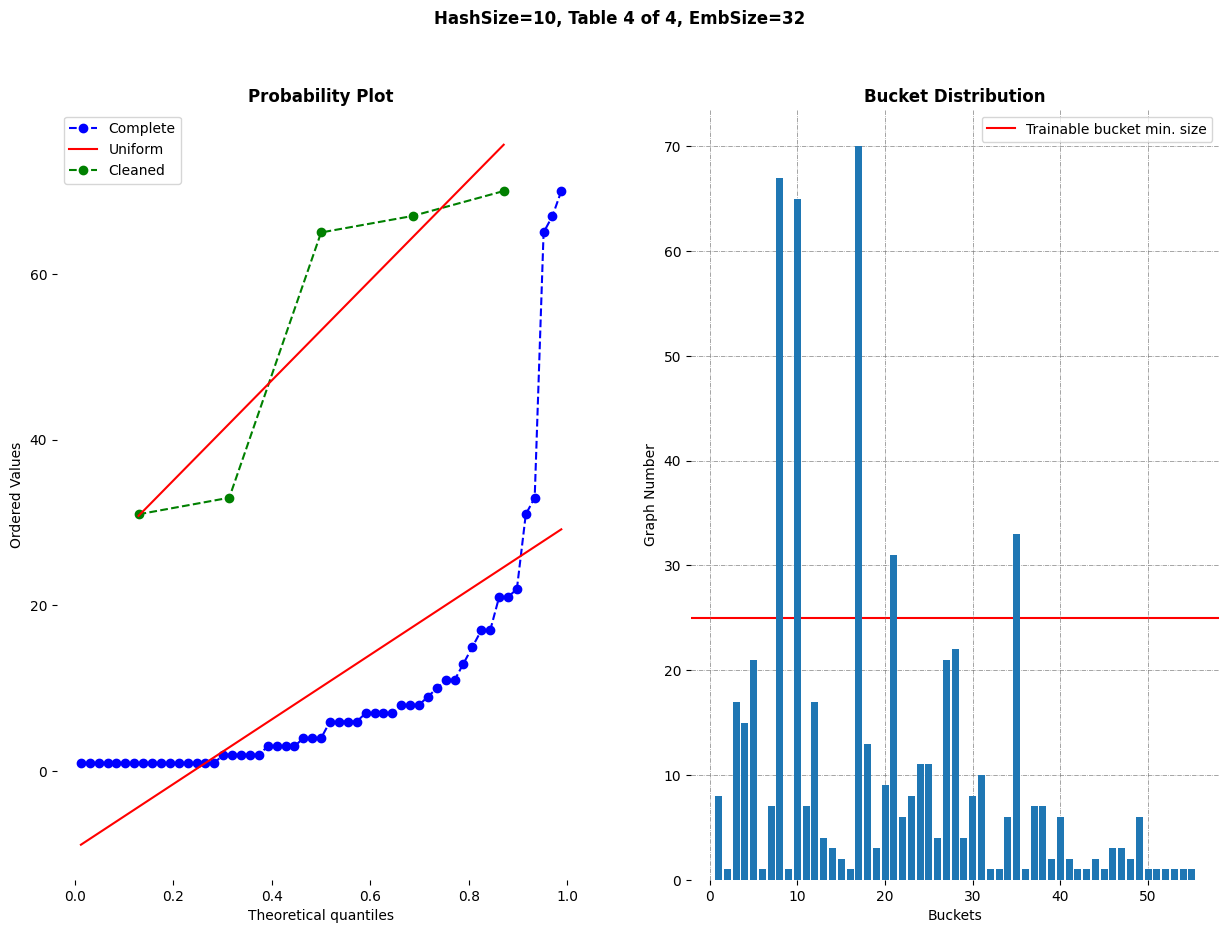 HashSize=10, Table 4 of 4, EmbSize=32
Probability Plot
Complete
Uniform
Cleaned
60
40
20
0
Ordered Values
0.0 0.2 0.4 0.6 0.8 1.0
Theoretical quantiles
Bucket Distribution
Trainable bucket min. size
70
60
50
40
30
20
10
0
Graph Number
0 10 20 30 40 50
Buckets